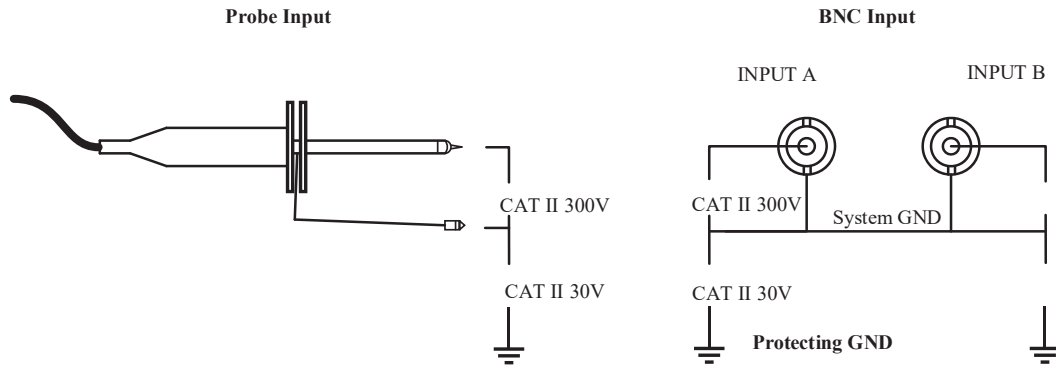 Probe Input
CAT II 300V
CAT II 30V
BNC Input
INPUT A
INPUT B
CAT II 300V
System GND
CAT II 30V
Protecting GND